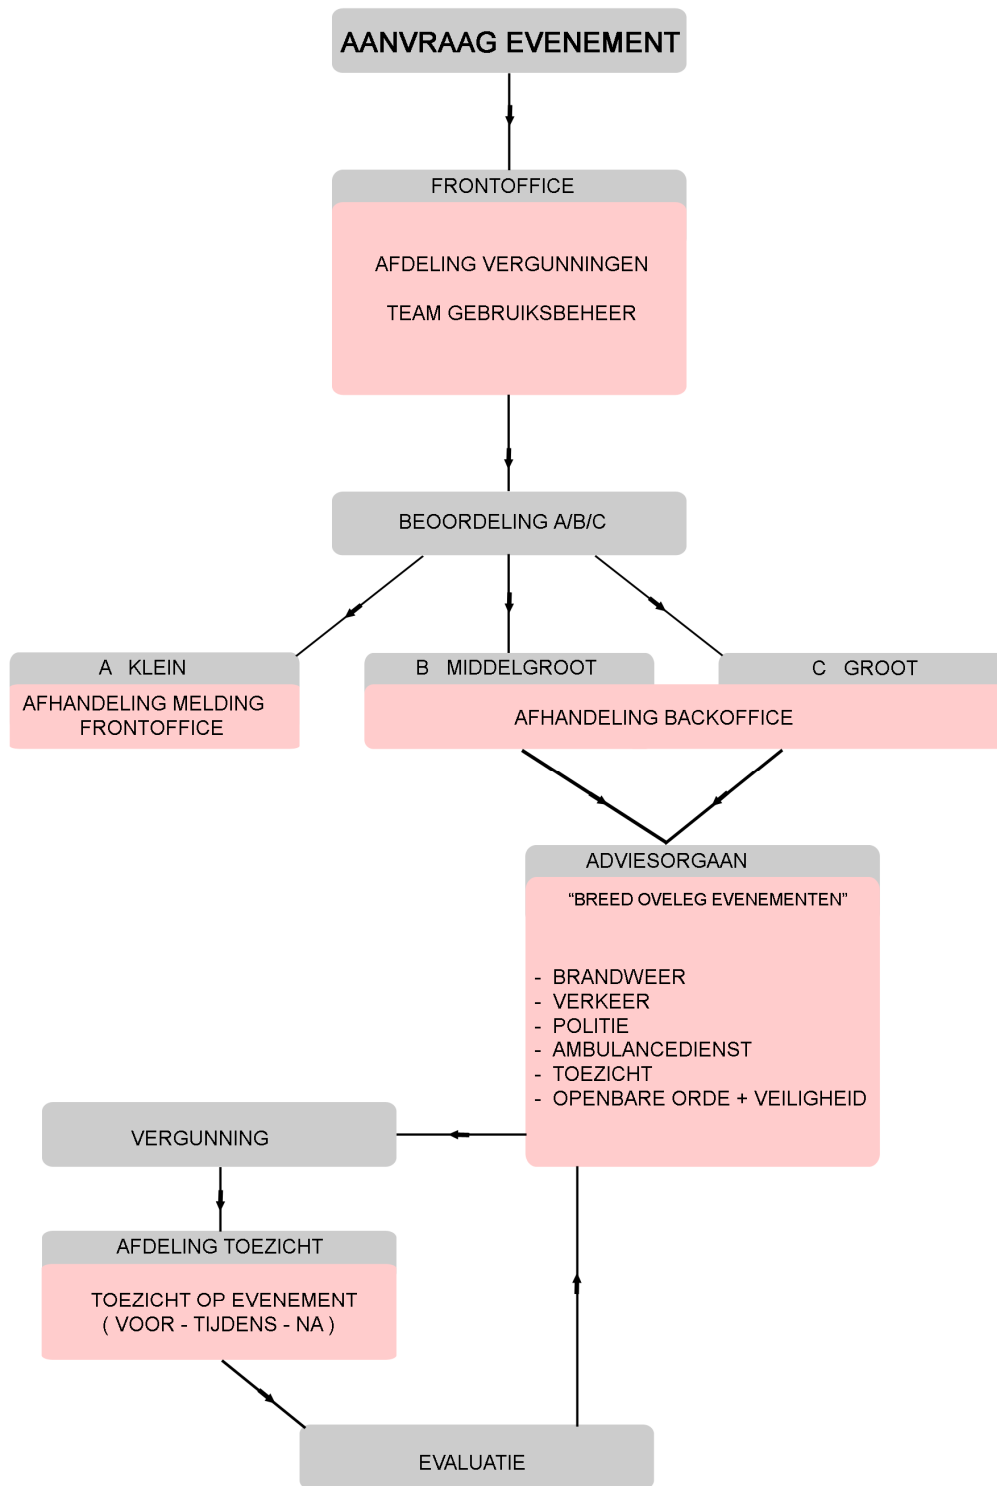 AANVRAAG EVENEMENT
FRONTOFFICE
AFDELING VERGUNNINGEN
TEAM GEBRUIKSBEHEER
BEOORDELING A/B/C
A KLEIN
AFHANDELING MELDING
FRONTOFFICE
B MIDDELGROOT
C GROOT
AFHANDELING BACKOFFICE
ADVIESORGAAN
“BREED OVELEG EVENEMENTEN”
- BRANDWEER
- VERKEER
- POLITIE
- AMBULANCEDIENST
- TOEZICHT
- OPENBARE ORDE + VEILIGHEID
VERGUNNING
AFDELING TOEZICHT
TOEZICHT OP EVENEMENT
( VOOR - TIJDENS - NA )
EVALUATIE